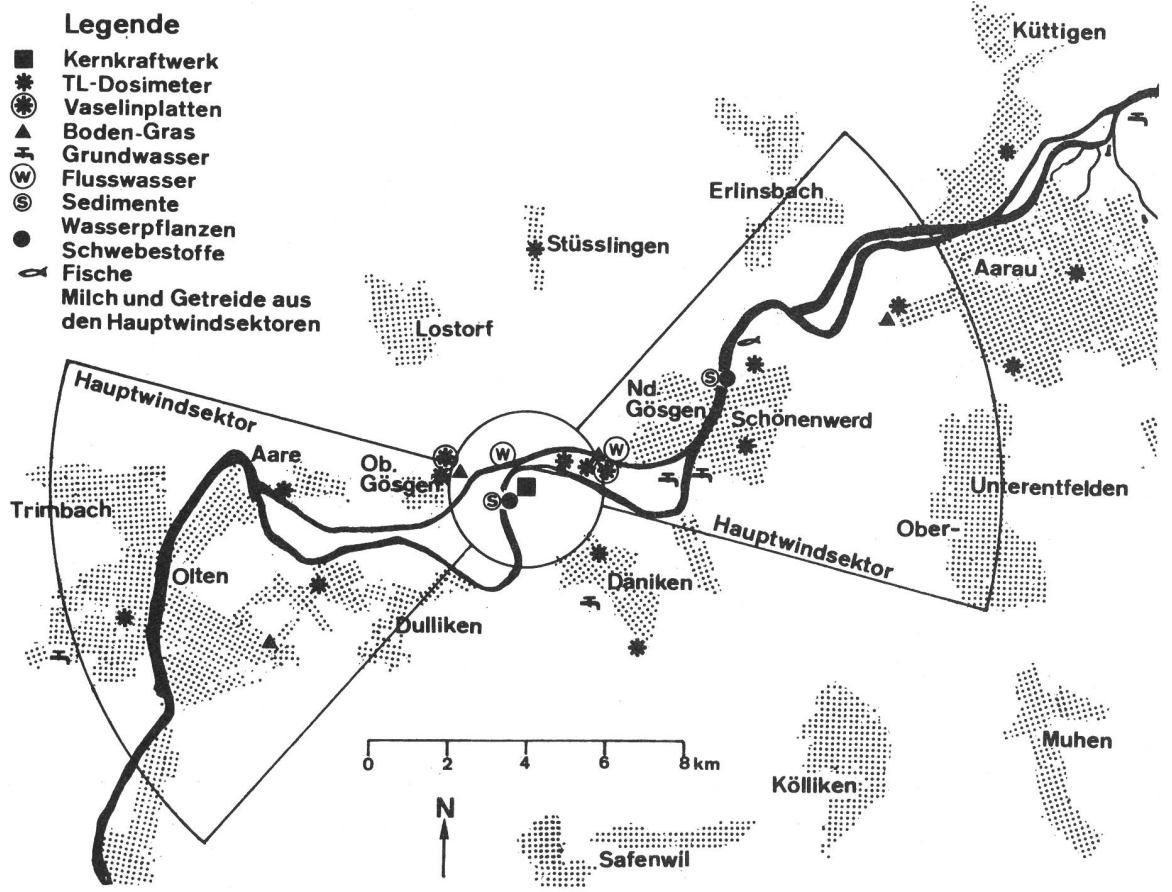 Legende
Kernkraftwerk
TL-Dosimeter
Vaselinplatten
Boden-Gras
Grundwasser
W Flusswasser
S Sedimente
Wasserpflanzen
Schwebestoffe
Fische
Milch und Getreide aus
den Hauptwindsektoren
Küttigen
Erlinsbach
Stüsslingen
Aarau
Lostorf
Hauptwindsektor
Nd.
Gösgen
S
Schönenwerd
Aare
Ob.
Gösgen
W
W
S
Trimbach
Unterentfelden
Ober-
Hauptwindsektor
Olten
Däniken
Dulliken
0 2 4 6 8 km
N
Muhen
Kölliken
Safenwil